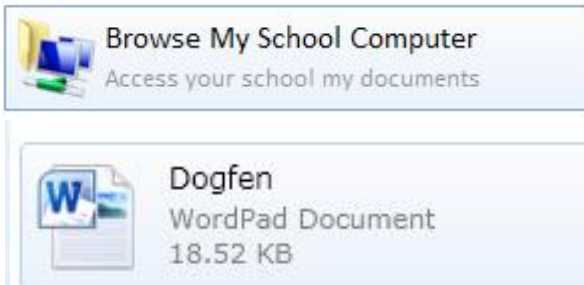 Browse My School Computer
Access your school my documents
W
Dogfen
WordPad Document
18.52 KB